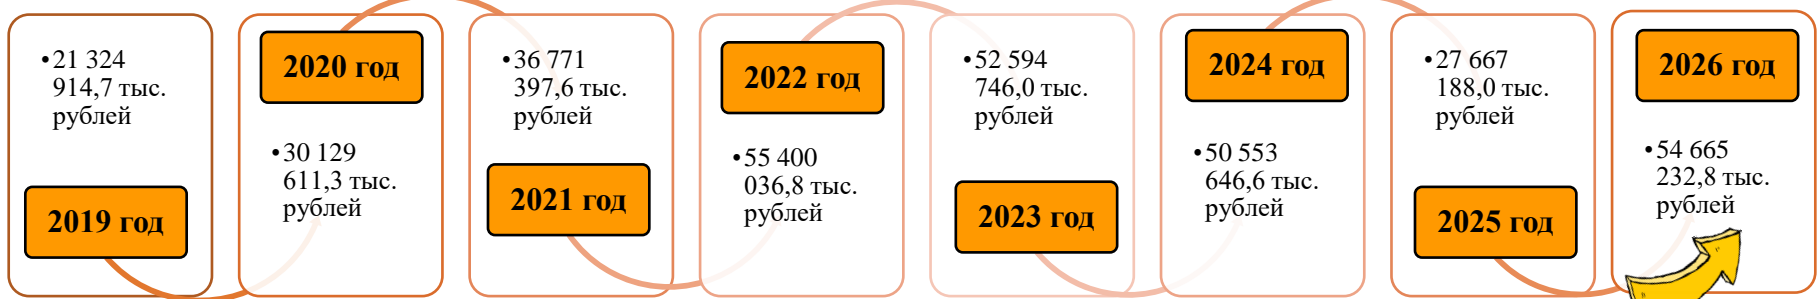 •21 324
914,7 тыс.
рублей
2019 год
2020 год
•30 129
611,3 тыс.
рублей
•36 771
397,6 тыс.
рублей
2021 год
2022 год
•55 400
036,8 тыс.
рублей
•52 594
746,0 тыс.
рублей
2023 год
2024 год
•50 553
646,6 тыс.
рублей
•27 667
188,0 тыс.
рублей
2025 год
2026 год
•54 665
232,8 тыс.
рублей